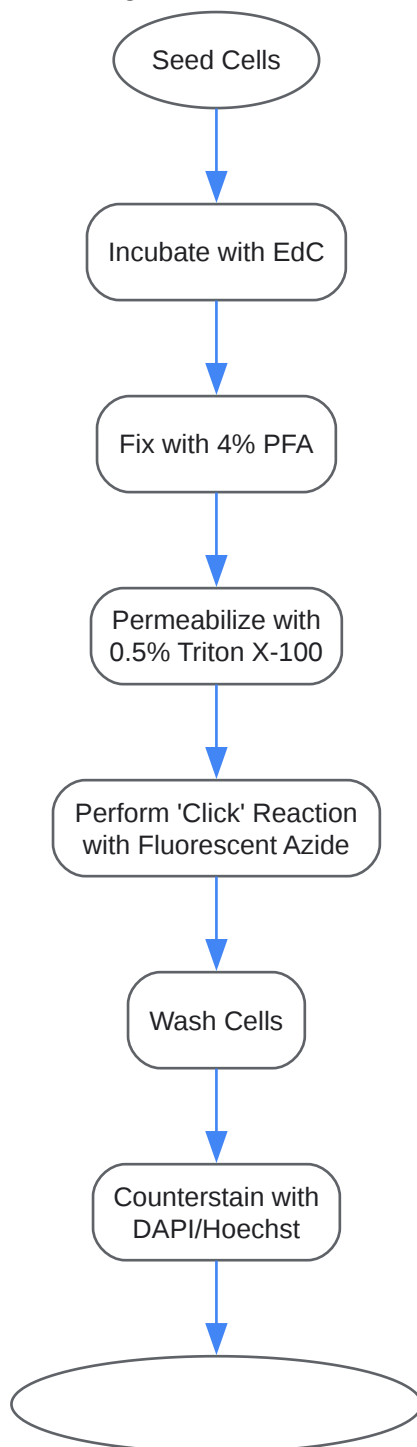 Seed Cells
Incubate with EdC
Fix with 4% PFA
Permeabilize with
0.5% Triton X-100
Perform 'Click' Reaction
with Fluorescent Azide
Wash Cells
Counterstain with
DAPI/Hoechst